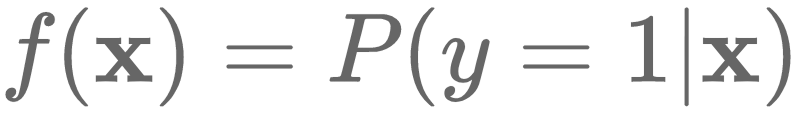 f(𝐱) = P(y = 1|𝐱)